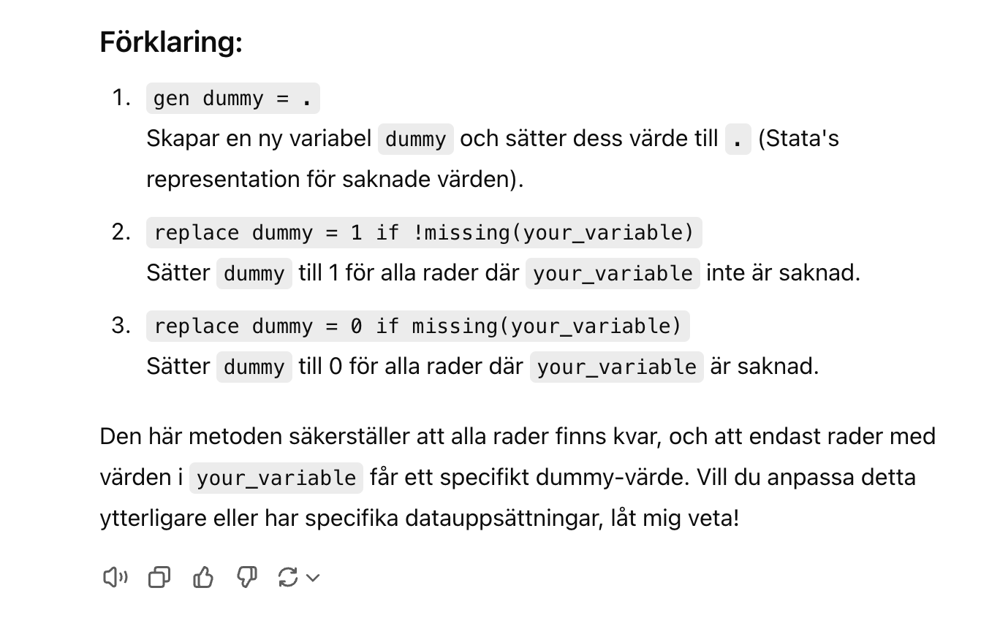 Förklaring:
1. gen dummy = .
Skapar en ny variabel dummy och sätter dess värde till . (Stata's
representation för saknade värden).
2. replace dummy = 1 if !missing(your_variable)
Sätter dummy till 1 för alla rader där your_variable inte är saknad.
3. replace dummy = 0 if missing(your_variable)
Sätter dummy till 0 för alla rader där your_variable är saknad.
Den här metoden säkerställer att alla rader finns kvar, och att endast rader med
värden i your_variable får ett specifikt dummy-värde. Vill du anpassa detta
ytterligare eller har specifika datauppsättningar, låt mig veta!